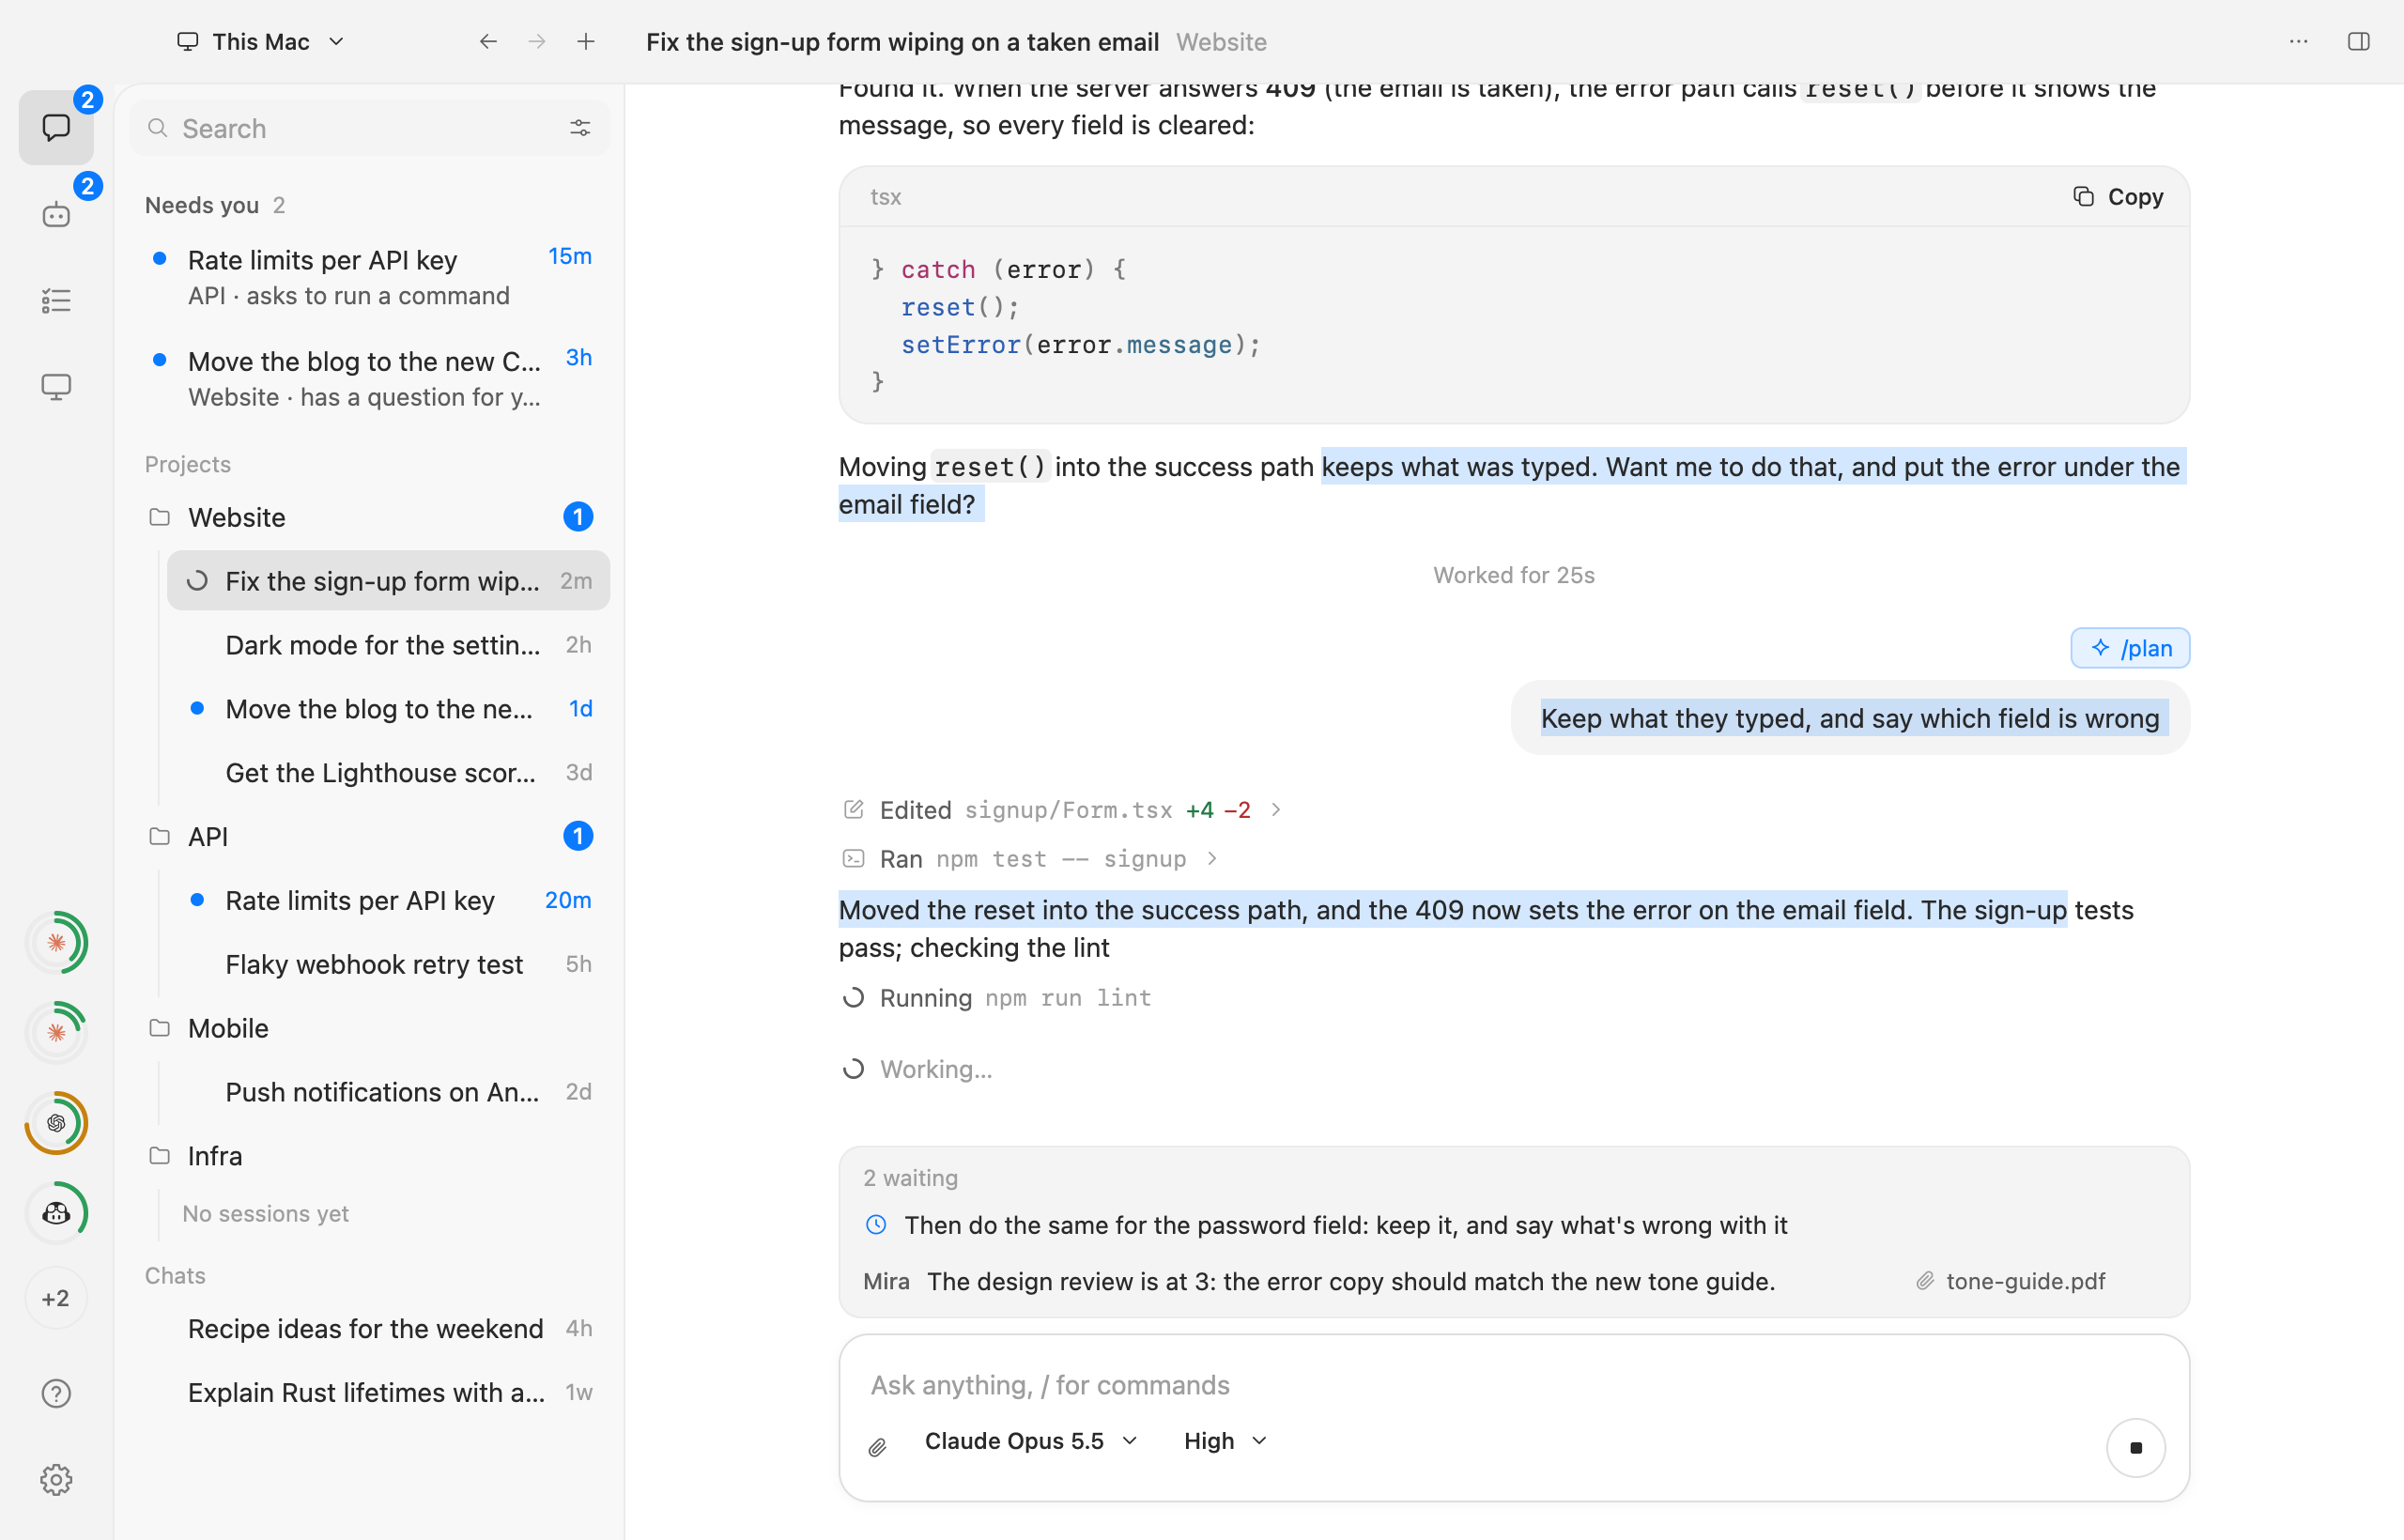 This Mac
Fix the sign-up form wiping on a taken email Website
2
2
Search
Needs you 2
Rate limits per API key 15m
API · asks to run a command
Move the blog to the new C... 3h
Website · has a question for y...
Projects
Website 1
Fix the sign-up form wip... 2m
Dark mode for the settin... 2h
Move the blog to the ne... 1d
Get the Lighthouse scor... 3d
API 1
Rate limits per API key 20m
Flaky webhook retry test 5h
Mobile
Push notifications on An... 2d
Infra
No sessions yet
Chats
Recipe ideas for the weekend 4h
Explain Rust lifetimes with a... 1w
+2
Found it. When the server answers 409 (the email is taken), the error path calls reset() before it shows the
message, so every field is cleared:
tsx Copy
} catch (error) {
reset();
setError(error.message);
}
Moving reset() into the success path keeps what was typed. Want me to do that, and put the error under the
email field?
Worked for 25s
/plan
Keep what they typed, and say which field is wrong
Edited signup/Form.tsx +4 −2
Ran npm test -- signup
Moved the reset into the success path, and the 409 now sets the error on the email field. The sign-up tests
pass; checking the lint
Running npm run lint
Working...
2 waiting
Then do the same for the password field: keep it, and say what's wrong with it
Mira The design review is at 3: the error copy should match the new tone guide. tone-guide.pdf
Ask anything, / for commands
Claude Opus 5.5 High